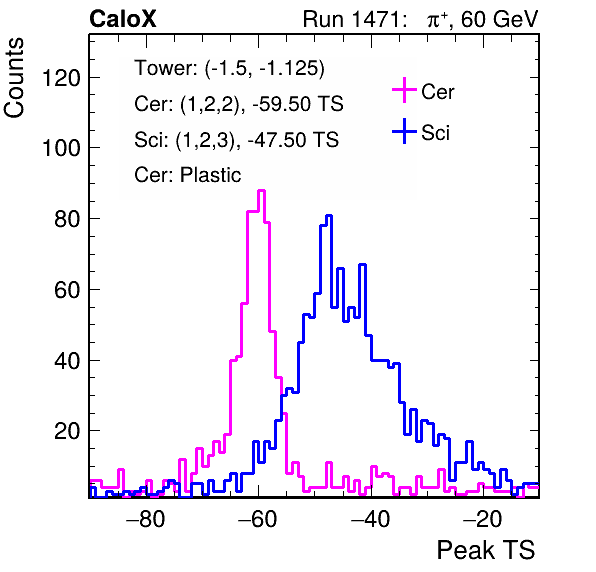 CaloX Run 1471: π⁺, 60 GeV
Counts
Tower: (-1.5, -1.125)
Cer: (1,2,2), -59.50 TS
Sci: (1,2,3), -47.50 TS
Cer: Plastic
Cer
Sci
120
100
80
60
40
20
−80 −60 −40 −20
Peak TS